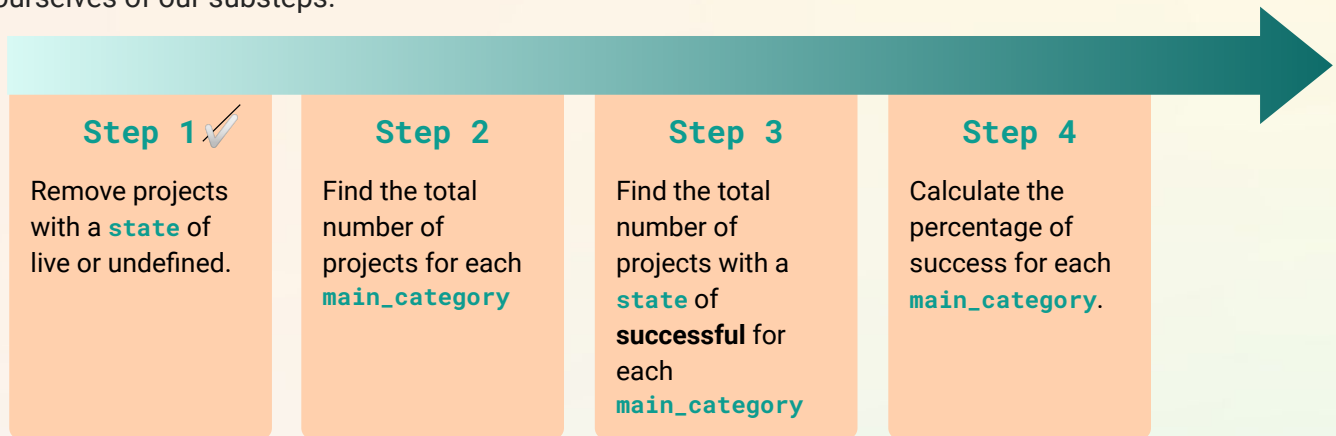 ourselves of our substeps.
Step 1
Remove projects
with a state of
live or undefined.
Step 2
Find the total
number of
projects for each
main_category
Step 3
Find the total
number of
projects with a
state of
successful for
each
main_category
Step 4
Calculate the
percentage of
success for each
main_category.